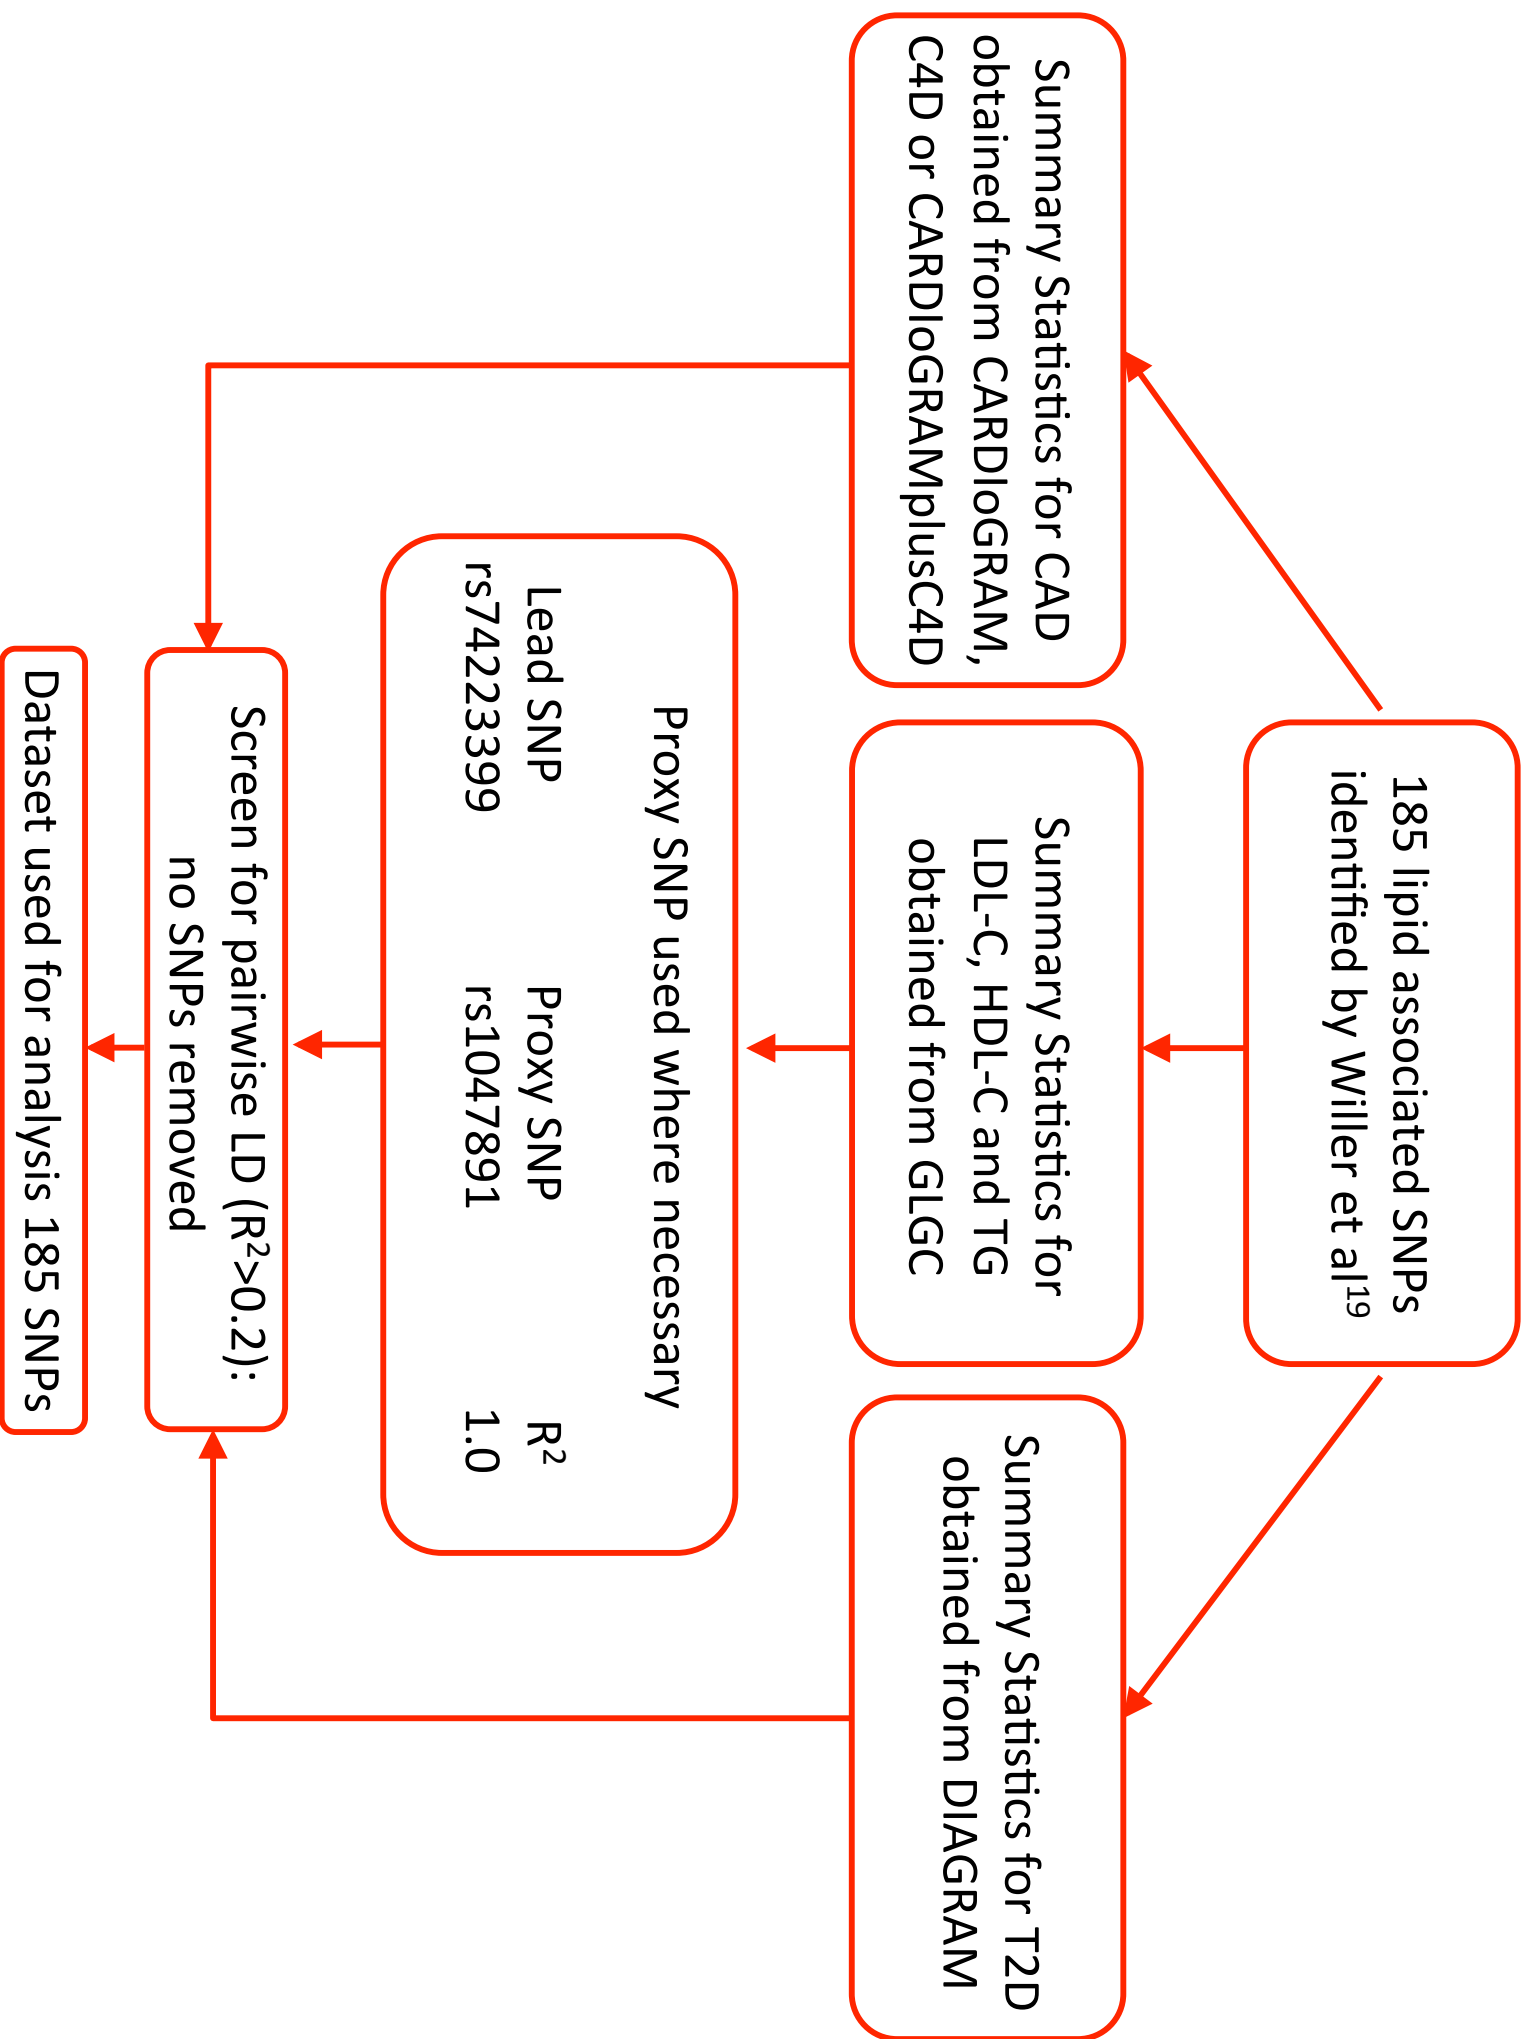 185 lipid associated SNPs
identified by Willer et al19
Summary Statistics for CAD
obtained from CARDIoGRAM,
C4D or CARDIoGRAMplusC4D
Summary Statistics for
LDL-C, HDL-C and TG
obtained from GLGC
Summary Statistics for T2D
obtained from DIAGRAM
Proxy SNP used where necessary
Lead SNP Proxy SNP R2
rs74223399 rs1047891 1.0
Screen for pairwise LD (R2>0.2):
no SNPs removed
Dataset used for analysis 185 SNPs